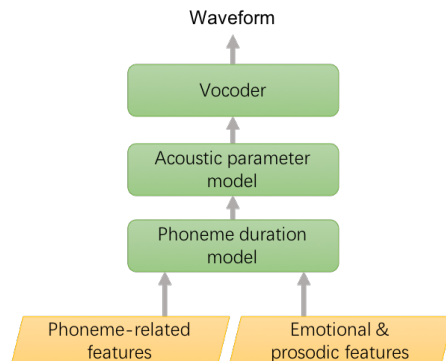 Waveform
Vocoder
Acoustic parameter
model
Phoneme duration
model
Phoneme-related
features
Emotional &
prosodic features